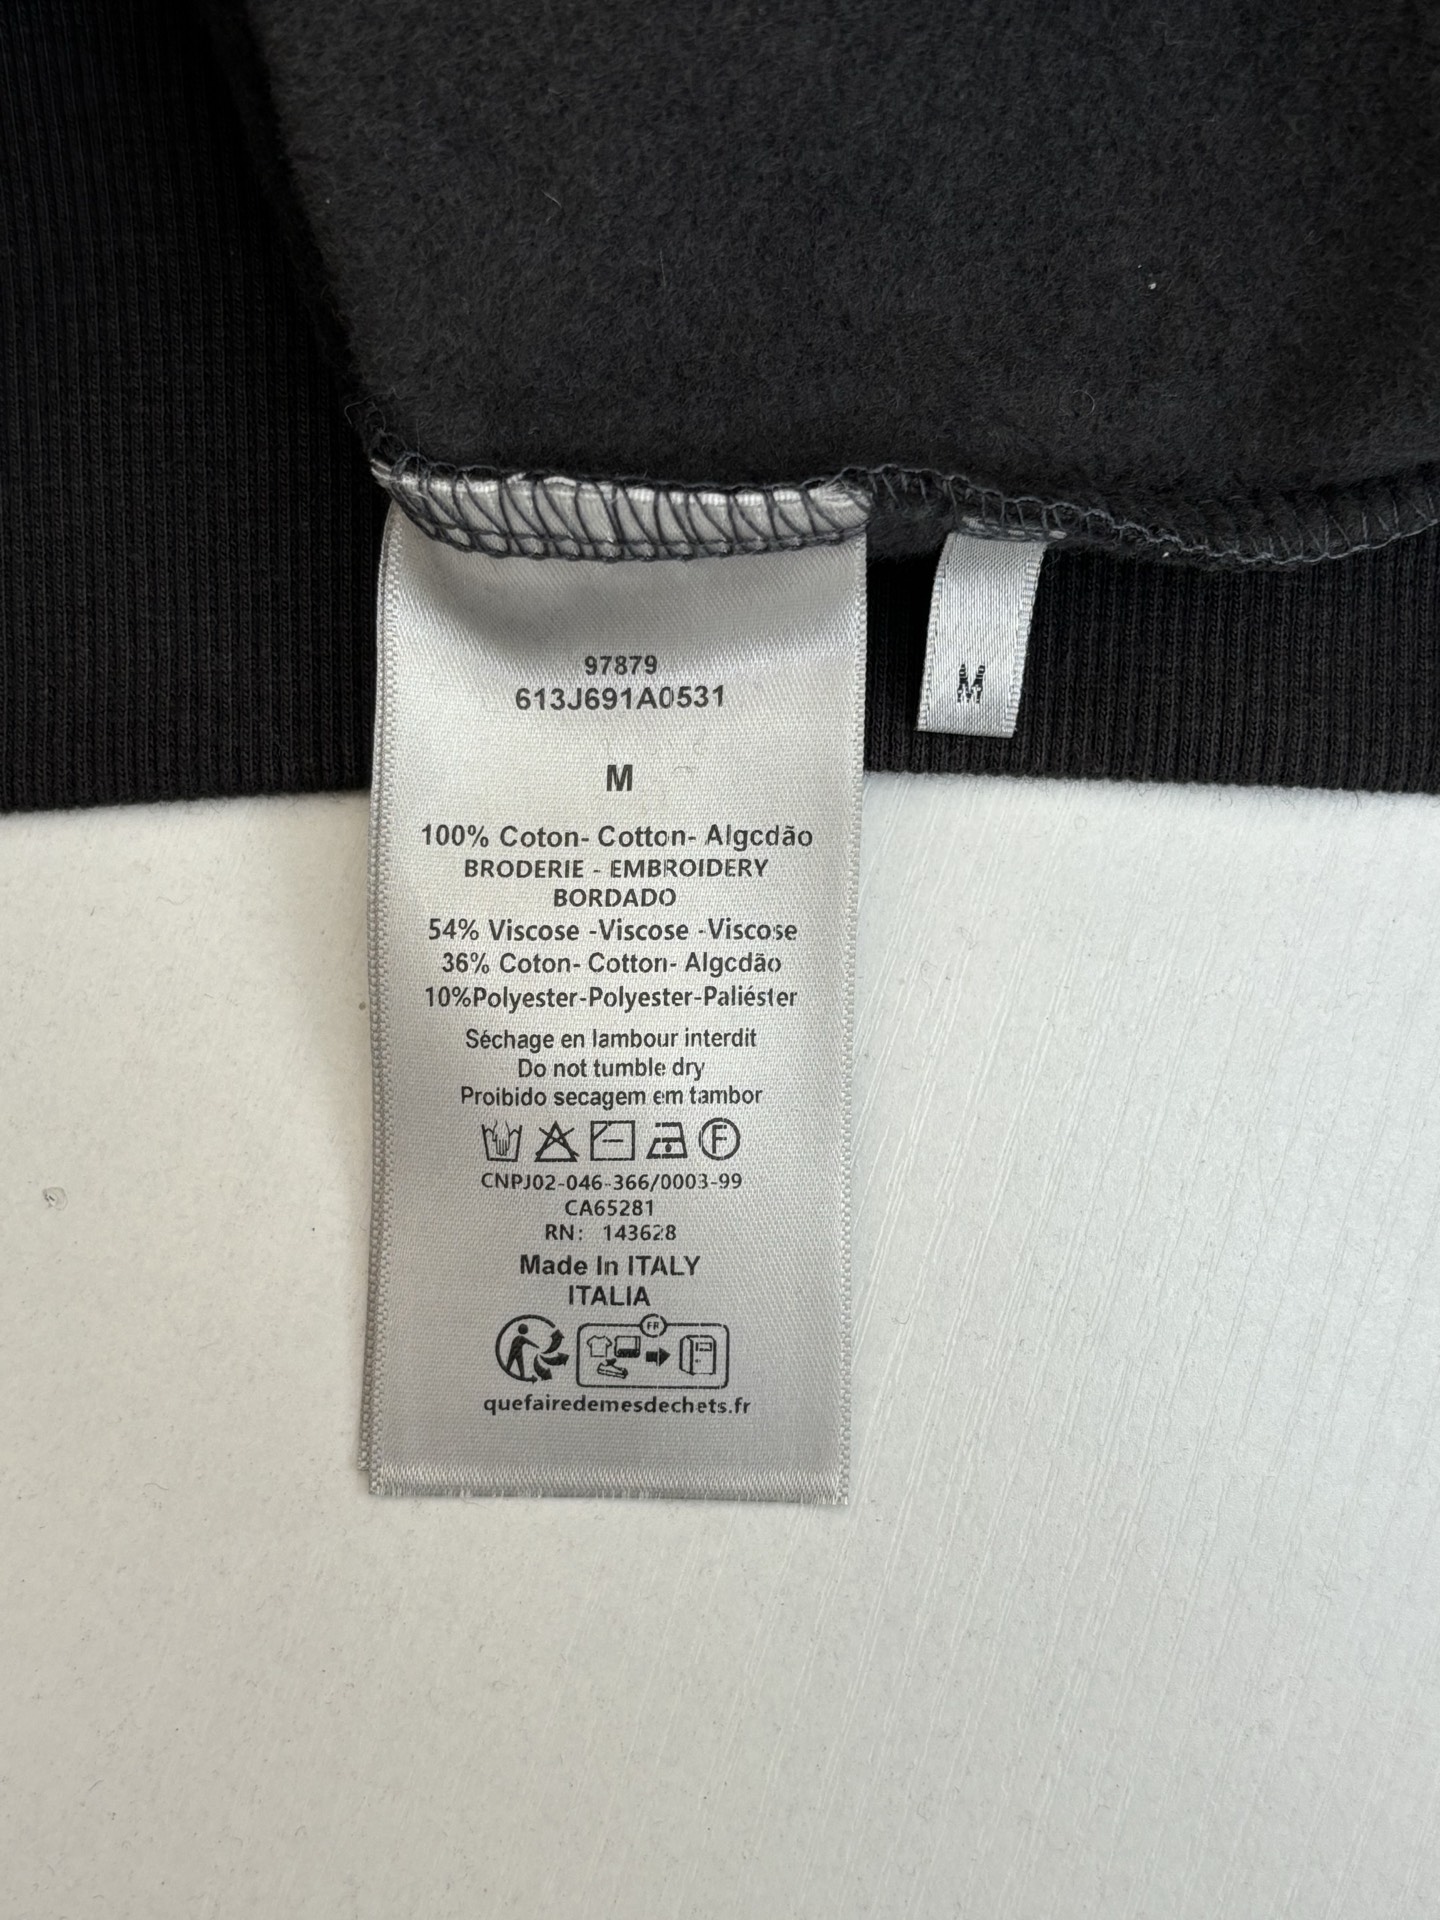 97879
613J691A0531
M
M
100% Coton- Cotton- Algcdão
BRODERIE - EMBROIDERY
BORDADO
54% Viscose -Viscose -Viscose
36% Coton- Cotton- Algcdão
10%Polyester-Polyester-Paliéster
Séchage en lambour interdit
Do not tumble dry
Proibido secagem em tambor
F
CNPJ02-046-366/0003-99
CA65281
RN: 143628
Made In ITALY
ITALIA
FR
quefairedemesdechets.fr